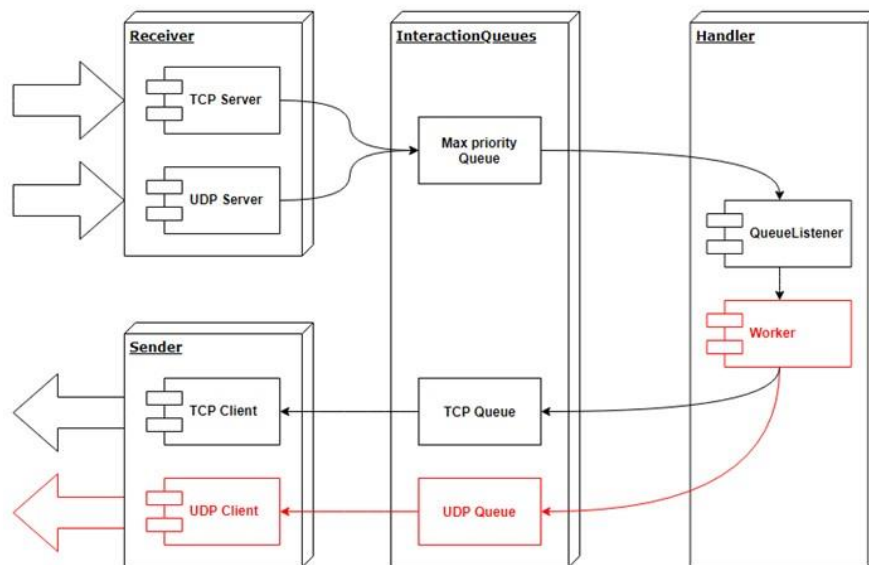 Receiver
InteractionQueues
Handler
TCP Server
Max priority
Queue
UDP Server
QueueListener
Worker
Sender
TCP Client
TCP Queue
UDP Client
UDP Queue